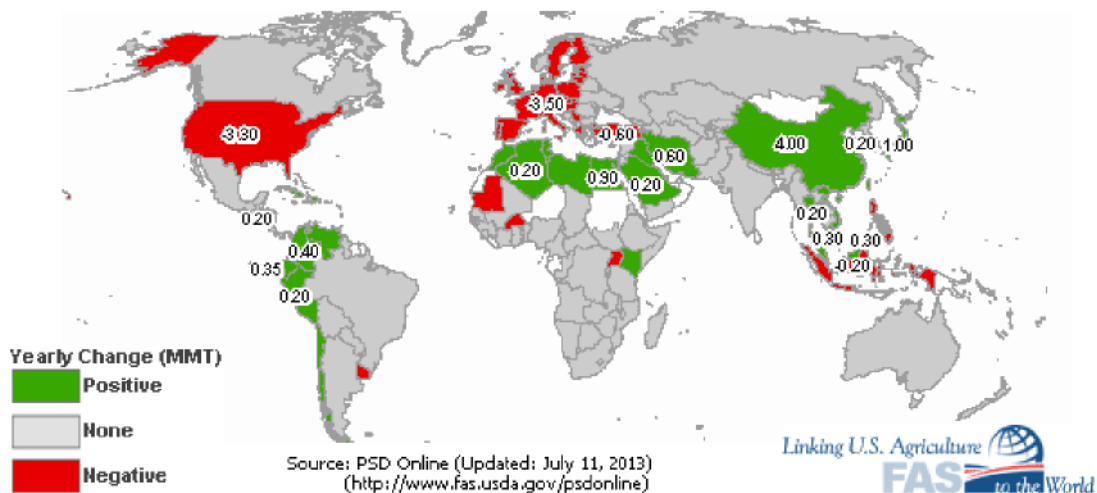 -3.30
-3.50
-0.60
4.00
0.20
1.00
0.60
0.20
0.90
0.20
0.20
0.20
0.40
0.30
0.30
0.35
-0.20
0.20
Yearly Change (MMT)
Positive
None
Negative
Source: PSD Online (Updated: July 11, 2013)
(http://www.fas.usda.gov/psdonline)
Linking U.S. Agriculture
FAS to the World